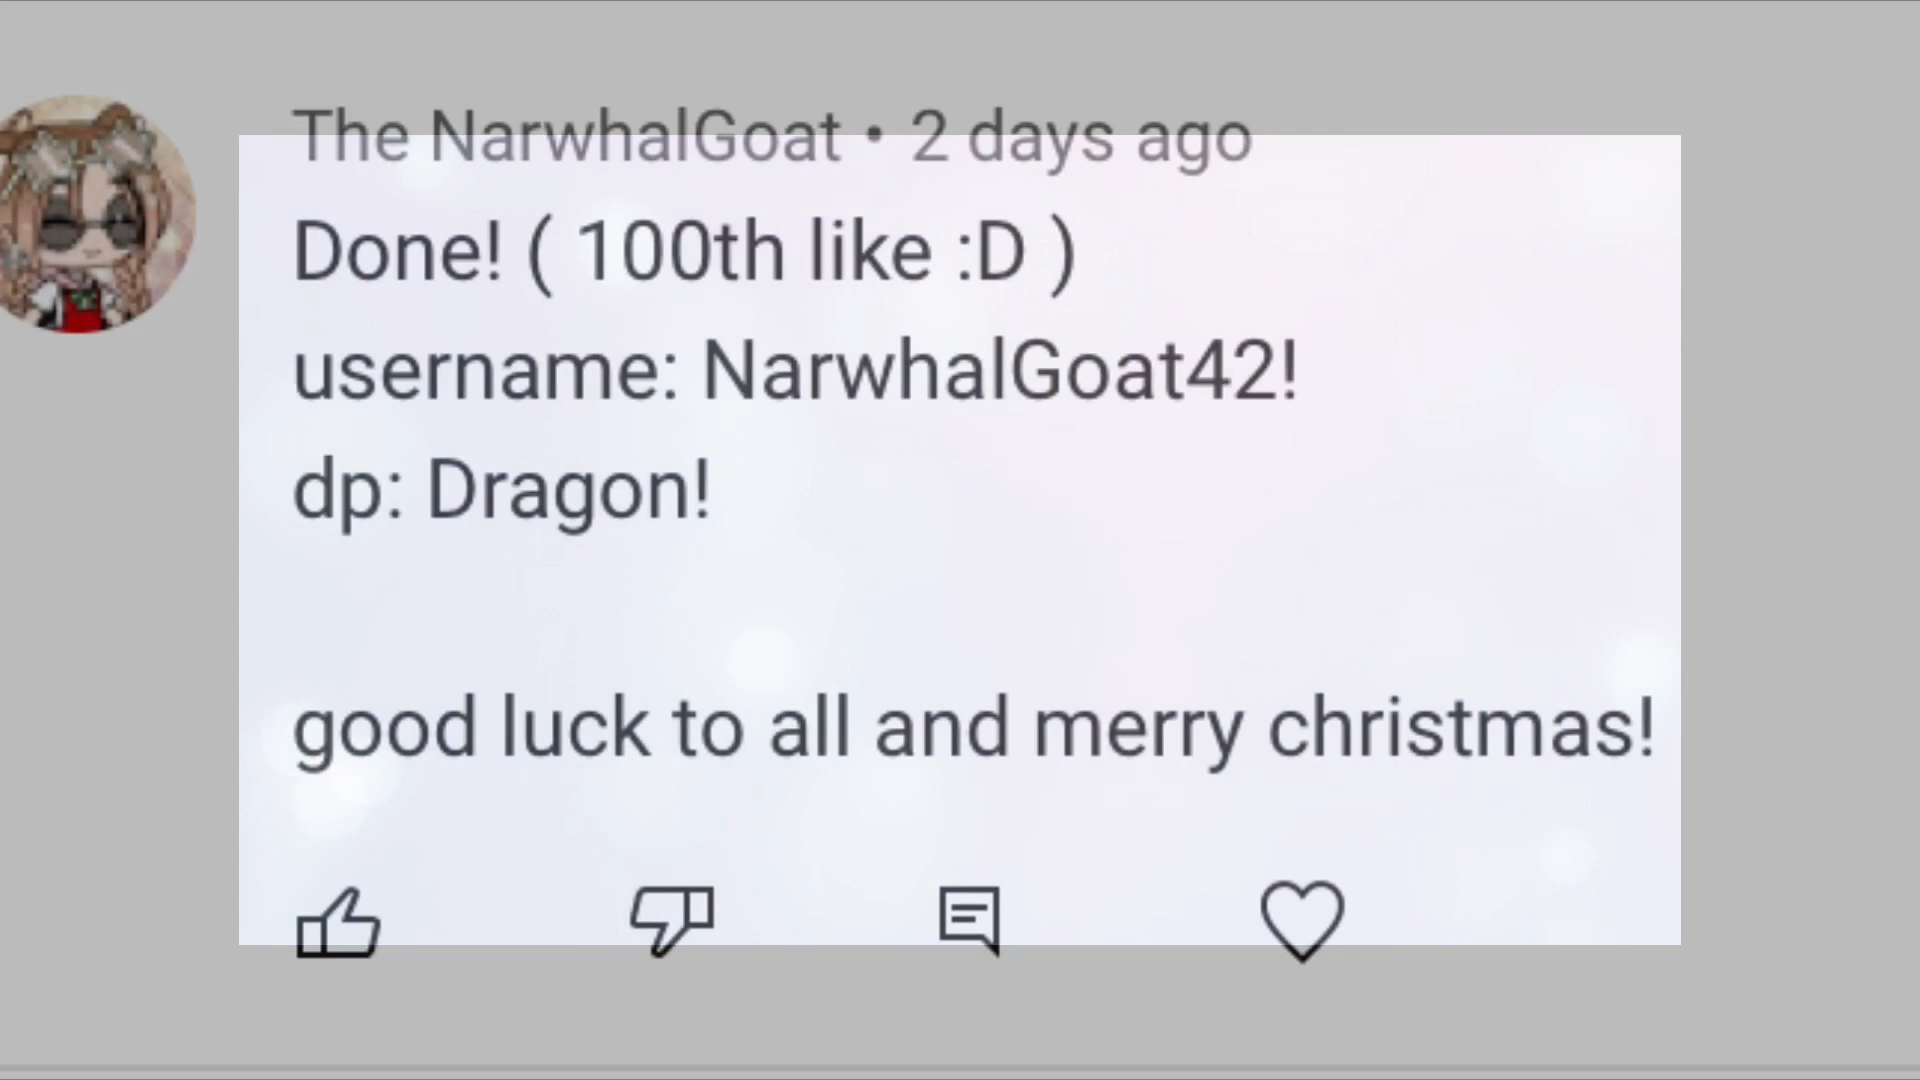 The NarwhalGoat • 2 days ago
Done! ( 100th like :D )
username: NarwhalGoat42!
dp: Dragon!
good luck to all and merry christmas!